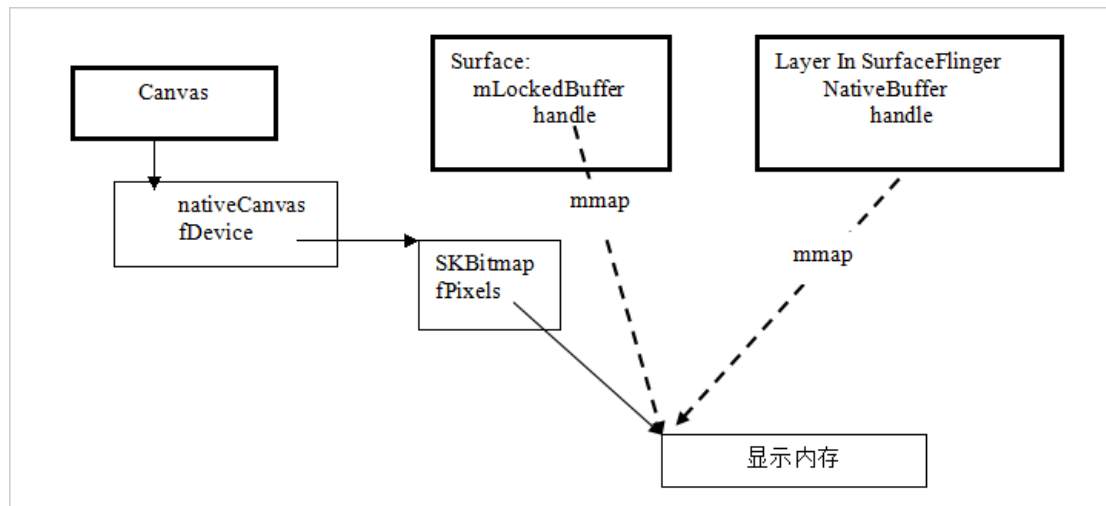 Canvas
nativeCanvas
fDevice
SKBitmap
fPixels
Surface:
mLockedBuffer
handle
mmap
Layer In SurfaceFlinger
NativeBuffer
handle
mmap
显示内存